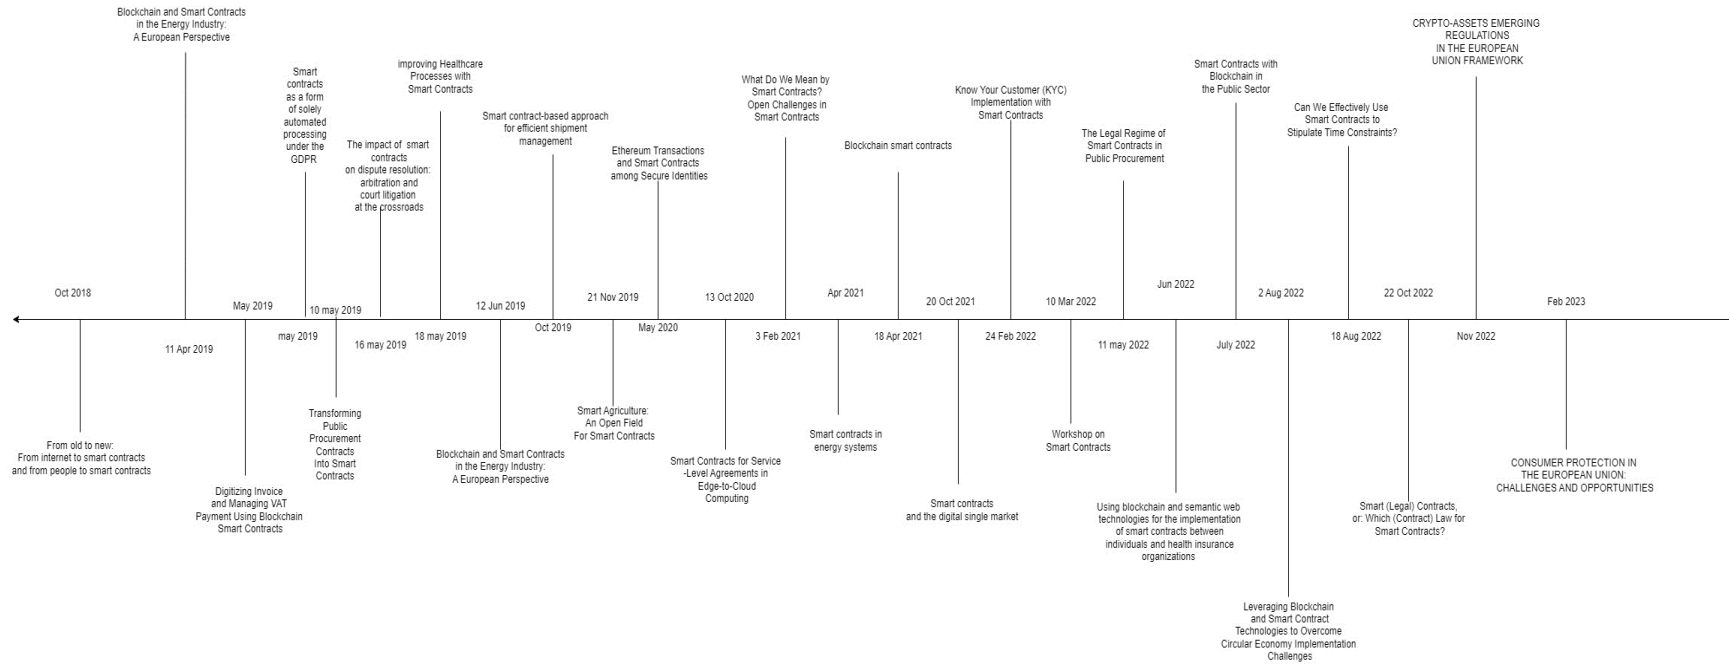 Blockchain and Smart Contracts
in the Energy Industry:
A European Perspective
Smart
contracts
as a form
of solely
automated
processing
under the
GDPR
The impact of smart
contracts
on dispute resolution:
arbitration and
court litigation
at the crossroads
improving Healthcare
Processes with
Smart Contracts
Smart contract-based approach
for efficient shipment
management
Ethereum Transactions
and Smart Contracts
among Secure Identities
What Do We Mean by
Smart Contracts?
Open Challenges in
Smart Contracts
Blockchain smart contracts
Know Your Customer (KYC)
Implementation with
Smart Contracts
The Legal Regime of
Smart Contracts in
Public Procurement
Smart Contracts with
Blockchain in
the Public Sector
Can We Effectively Use
Smart Contracts to
Stipulate Time Constraints?
CRYPTO-ASSETS EMERGING
REGULATIONS
IN THE EUROPEAN
UNION FRAMEWORK
Oct 2018
May 2019
10 may 2019
12 Jun 2019
21 Nov 2019
13 Oct 2020
Apr 2021
20 Oct 2021
10 Mar 2022
Jun 2022
2 Aug 2022
22 Oct 2022
Feb 2023
11 Apr 2019
may 2019
16 may 2019
18 may 2019
Oct 2019
May 2020
3 Feb 2021
18 Apr 2021
24 Feb 2022
11 may 2022
July 2022
18 Aug 2022
Nov 2022
From old to new:
From internet to smart contracts
and from people to smart contracts
Digitizing Invoice
and Managing VAT
Payment Using Blockchain
Smart Contracts
Transforming
Public
Procurement
Contracts
Into Smart
Contracts
Blockchain and Smart Contracts
in the Energy Industry:
A European Perspective
Smart Agriculture:
An Open Field
For Smart Contracts
Smart Contracts for Service
-Level Agreements in
Edge-to-Cloud
Computing
Smart contracts in
energy systems
Smart contracts
and the digital single market
Workshop on
Smart Contracts
Using blockchain and semantic web
technologies for the implementation
of smart contracts between
individuals and health insurance
organizations
Leveraging Blockchain
and Smart Contract
Technologies to Overcome
Circular Economy Implementation
Challenges
Smart (Legal) Contracts,
or: Which (Contract) Law for
Smart Contracts?
CONSUMER PROTECTION IN
THE EUROPEAN UNION:
CHALLENGES AND OPPORTUNITIES